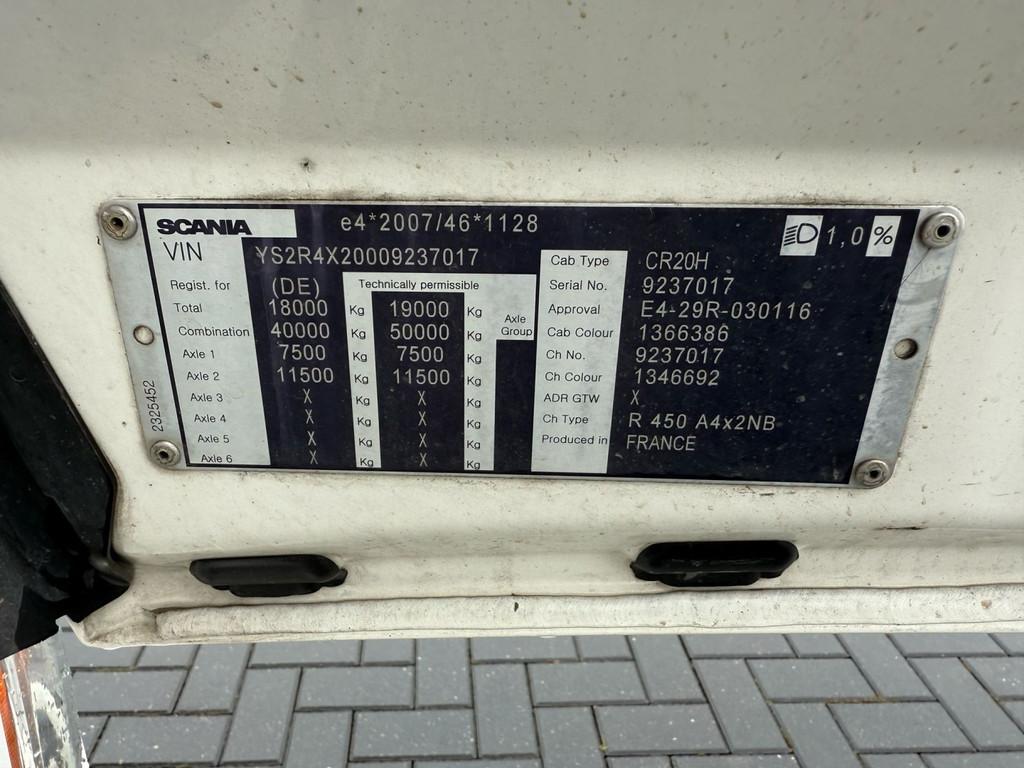 SCANIA e4*2007/46*1128 1,0 %
VIN YS2R4X20009237017
Regist. for (DE) Technically permissible
Total 18000 Kg 19000 Kg
Combination 40000 Kg 50000 Kg
Axle Group
Axle 1 7500 Kg 7500 Kg
Axle 2 11500 Kg 11500 Kg
Axle 3 X Kg X Kg
Axle 4 X Kg X Kg
Axle 5 X Kg X Kg
Axle 6 X Kg X Kg
Cab Type CR20H
Serial No. 9237017
Approval E4-29R-030116
Cab Colour 1366386
Ch No. 9237017
Ch Colour 1346692
ADR GTW X
Ch Type R 450 A4x2NB
Produced in FRANCE
2325452